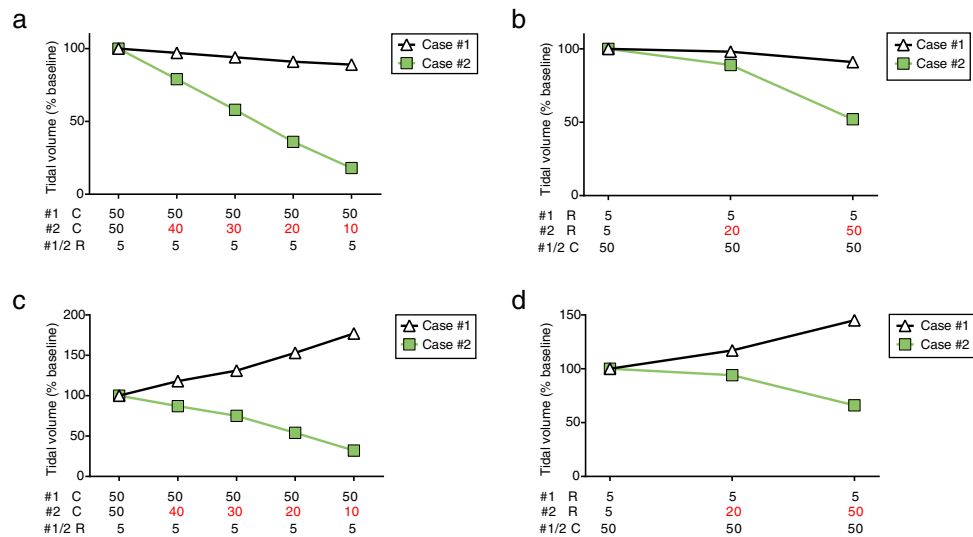 a
Tidal volume (% baseline)
100
50
0
Case #1
Case #2
#1 C 50 50 50 50 50
#2 C 50 40 30 20 10
#1/2 R 5 5 5 5 5
b
Tidal volume (% baseline)
100
50
0
Case #1
Case #2
#1 R 5 5 5
#2 R 5 20 50
#1/2 C 50 50 50
c
Tidal volume (% baseline)
200
150
100
50
0
Case #1
Case #2
#1 C 50 50 50 50 50
#2 C 50 40 30 20 10
#1/2 R 5 5 5 5 5
d
Tidal volume (% baseline)
150
100
50
0
Case #1
Case #2
#1 R 5 5 5
#2 R 5 20 50
#1/2 C 50 50 50